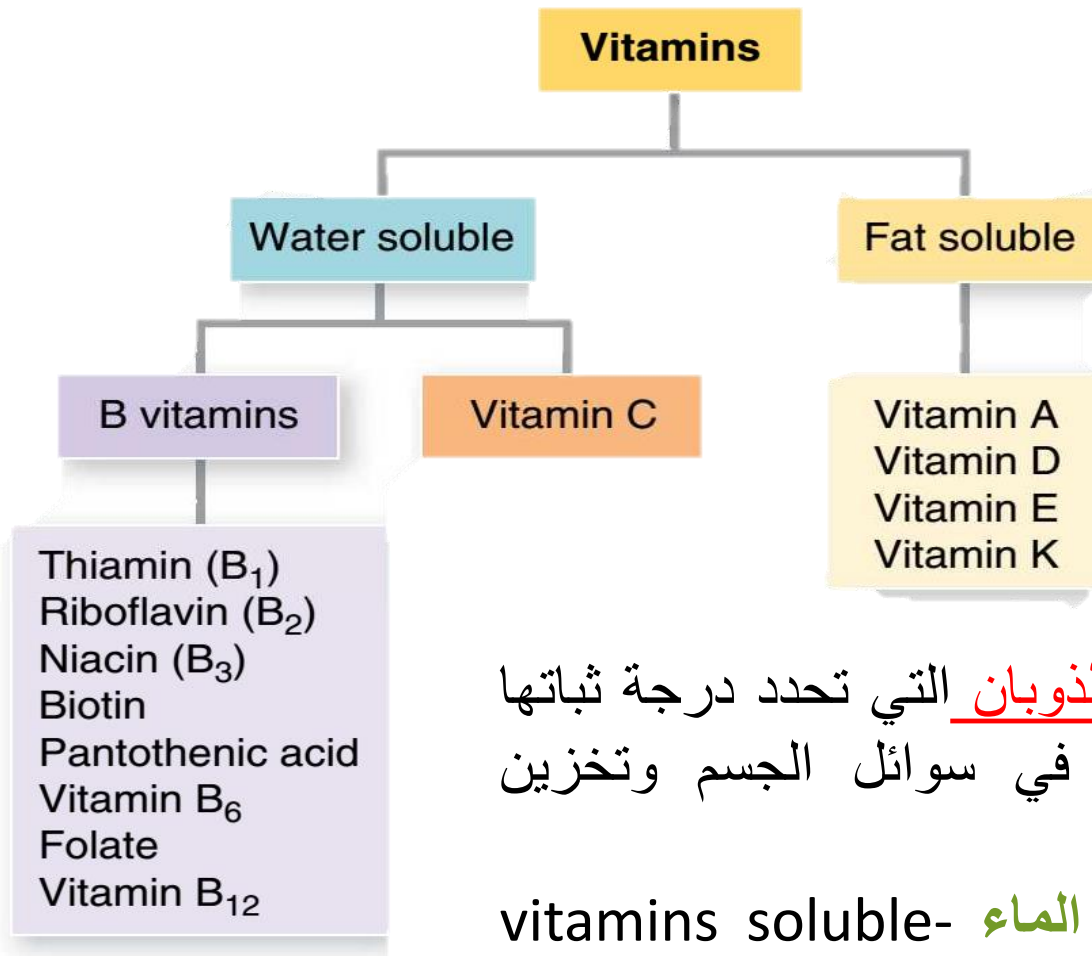 Vitamins
Water soluble
Fat soluble
B vitamins
Vitamin C
Vitamin A
Vitamin D
Vitamin E
Vitamin K
Thiamin (B₁)
Riboflavin (B₂)
Niacin (B₃)
Biotin
Pantothenic acid
Vitamin B₆
Folate
Vitamin B₁₂
التي تحدد درجة ثباتها
في سوائل الجسم وتخزين
الماء vitamins soluble-